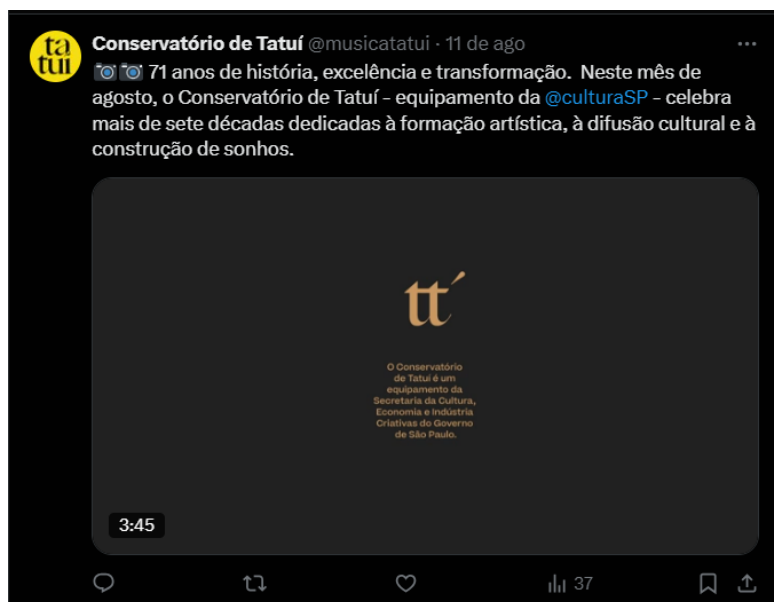 ta
tuí
Conservatório de Tatuí @musicatatui · 11 de ago
📷📷 71 anos de história, excelência e transformação. Neste mês de
agosto, o Conservatório de Tatuí - equipamento da @culturaSP - celebra
mais de sete décadas dedicadas à formação artística, à difusão cultural e à
construção de sonhos.
tt´
O Conservatório
de Tatuí é um
equipamento da
Secretaria da Cultura,
Economia e Indústria
Criativas do Governo
de São Paulo.
3:45
37